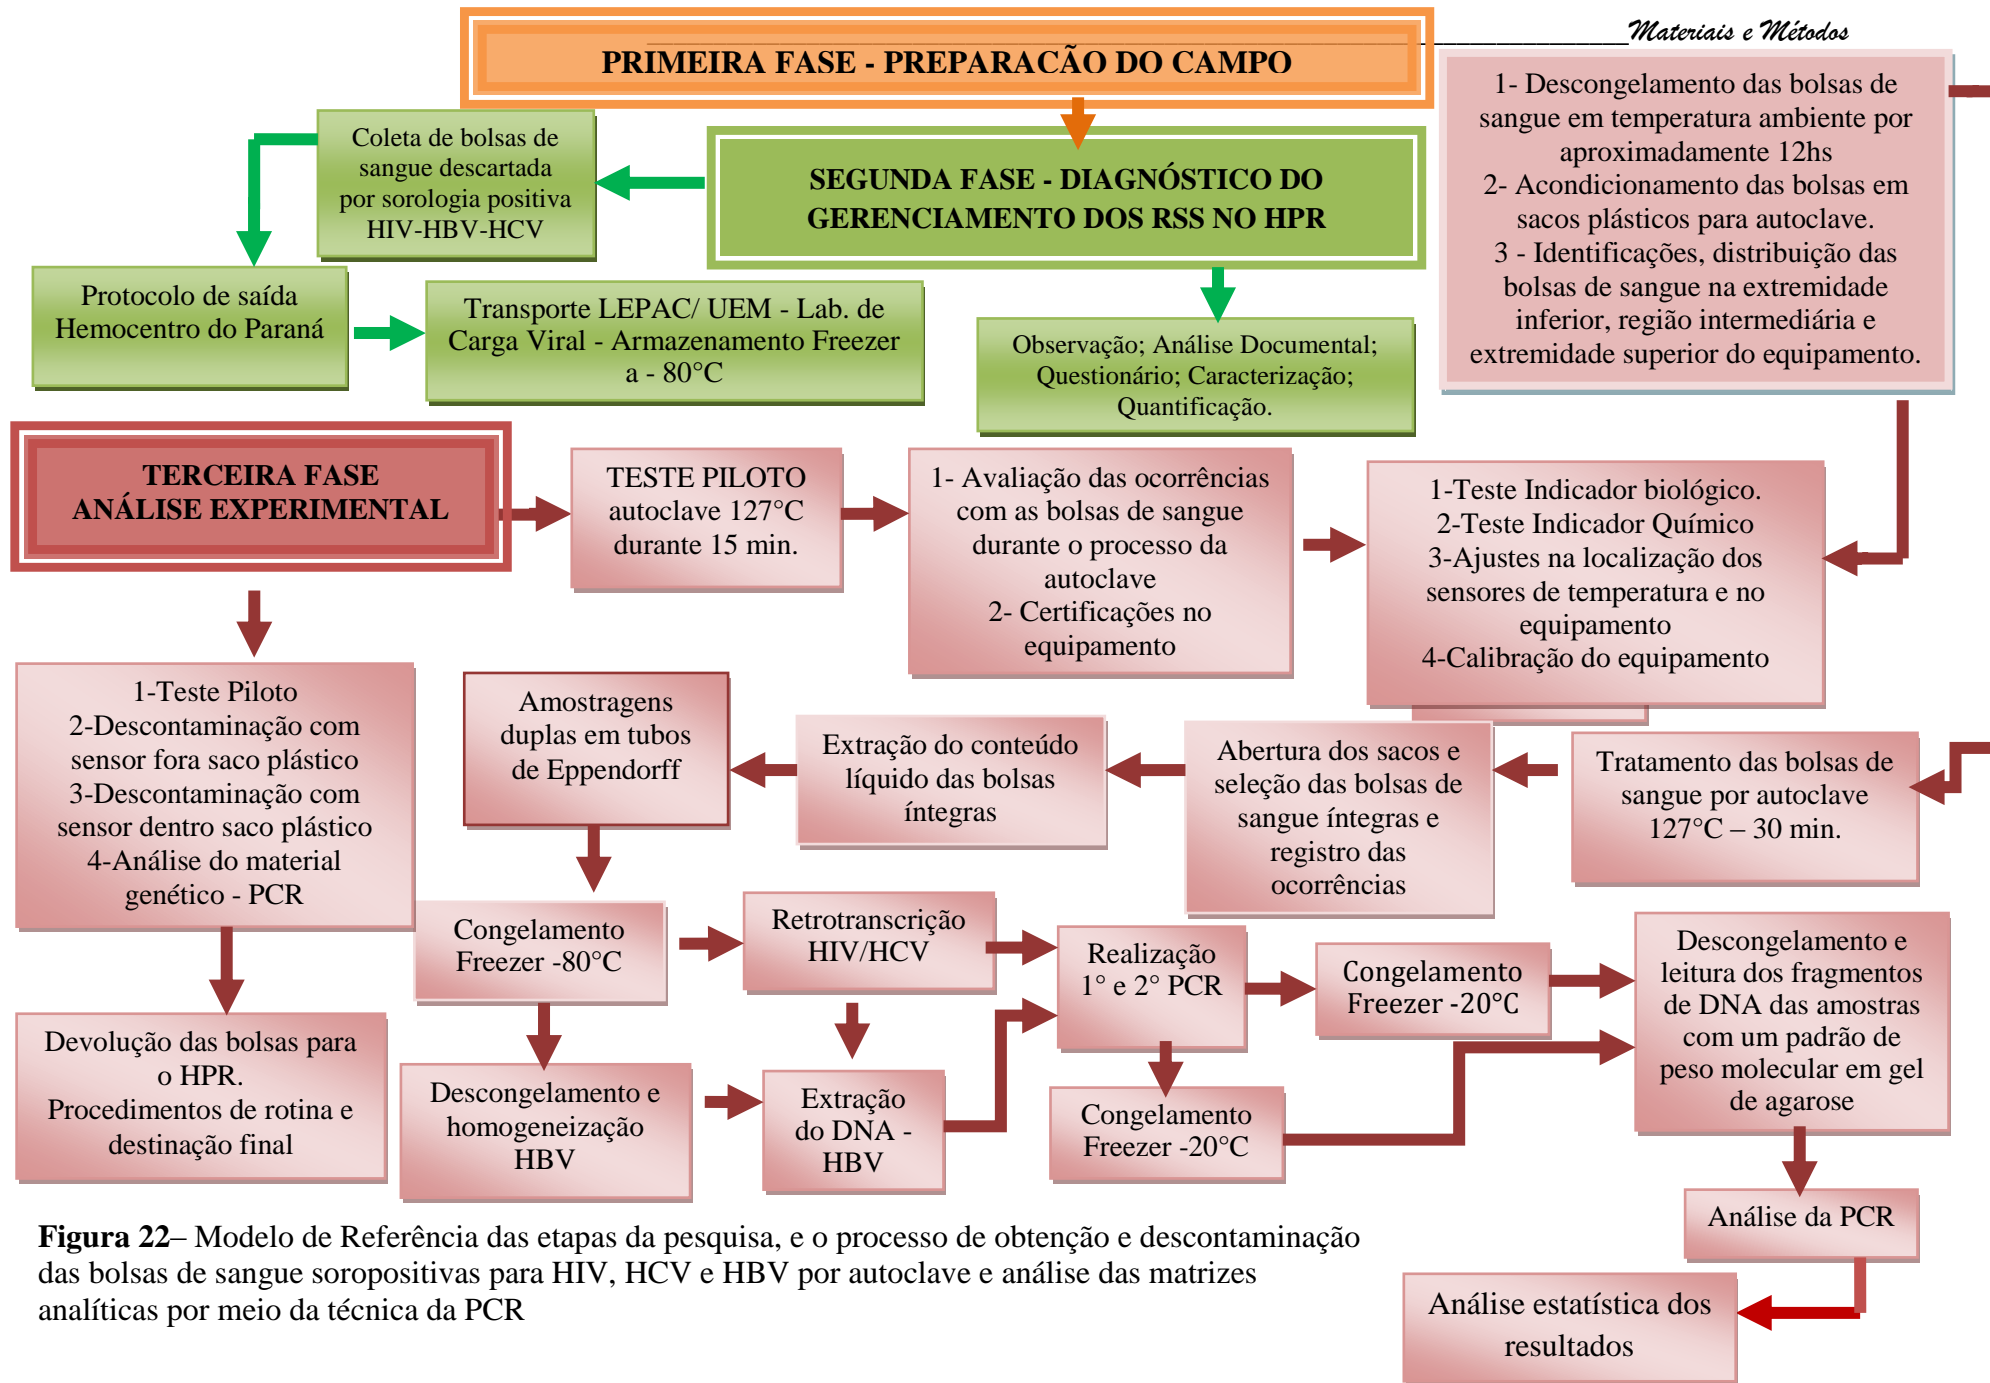 Materiais e Métodos
PRIMEIRA FASE - PREPARACÃO DO CAMPO
SEGUNDA FASE - DIAGNÓSTICO DO
GERENCIAMENTO DOS RSS NO HPR
Coleta de bolsas de
sangue descartada
por sorologia positiva
HIV-HBV-HCV
Protocolo de saída
Hemocentro do Paraná
Transporte LEPAC/ UEM - Lab. de
Carga Viral - Armazenamento Freezer
a - 80°C
Observação; Análise Documental;
Questionário; Caracterização;
Quantificação.
1- Descongelamento das bolsas de
sangue em temperatura ambiente por
aproximadamente 12hs
2- Acondicionamento das bolsas em
sacos plásticos para autoclave.
3 - Identificações, distribuição das
bolsas de sangue na extremidade
inferior, região intermediária e
extremidade superior do equipamento.
TERCEIRA FASE
ANÁLISE EXPERIMENTAL
TESTE PILOTO
autoclave 127°C
durante 15 min.
1- Avaliação das ocorrências
com as bolsas de sangue
durante o processo da
autoclave
2- Certificações no
equipamento
1-Teste Indicador biológico.
2-Teste Indicador Químico
3-Ajustes na localização dos
sensores de temperatura e no
equipamento
4-Calibração do equipamento
1-Teste Piloto
2-Descontaminação com
sensor fora saco plástico
3-Descontaminação com
sensor dentro saco plástico
4-Análise do material
genético - PCR
Amostragens
duplas em tubos
de Eppendorff
Extração do conteúdo
líquido das bolsas
íntegras
Abertura dos sacos e
seleção das bolsas de
sangue íntegras e
registro das
ocorrências
Tratamento das bolsas de
sangue por autoclave
127°C – 30 min.
Congelamento
Freezer -80°C
Retrotranscrição
HIV/HCV
Realização
1° e 2° PCR
Congelamento
Freezer -20°C
Descongelamento e
leitura dos fragmentos
de DNA das amostras
com um padrão de
peso molecular em gel
de agarose
Devolução das bolsas para
o HPR.
Procedimentos de rotina e
destinação final
Descongelamento e
homogeneização
HBV
Extração
do DNA -
HBV
Congelamento
Freezer -20°C
Análise da PCR
Análise estatística dos
resultados
Figura 22– Modelo de Referência das etapas da pesquisa, e o processo de obtenção e descontaminação
das bolsas de sangue soropositivas para HIV, HCV e HBV por autoclave e análise das matrizes
analíticas por meio da técnica da PCR